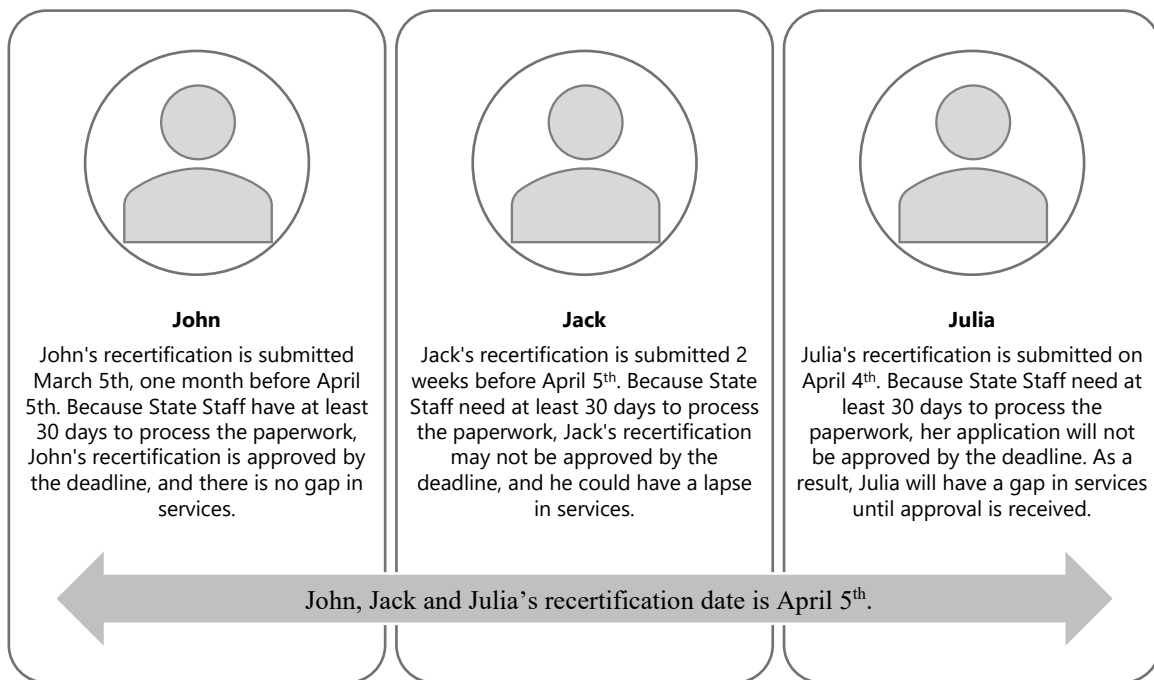 John
John's recertification is submitted
March 5th, one month before April
5th. Because State Staff have at least
30 days to process the paperwork,
John's recertification is approved by
the deadline, and there is no gap in
services.
Jack
Jack's recertification is submitted 2
weeks before April 5th. Because State
Staff need at least 30 days to process
the paperwork, Jack's recertification
may not be approved by the
deadline, and he could have a lapse
in services.
Julia
Julia's recertification is submitted on
April 4th. Because State Staff need at
least 30 days to process the
paperwork, her application will not
be approved by the deadline. As a
result, Julia will have a gap in services
until approval is received.
John, Jack and Julia’s recertification date is April 5th.